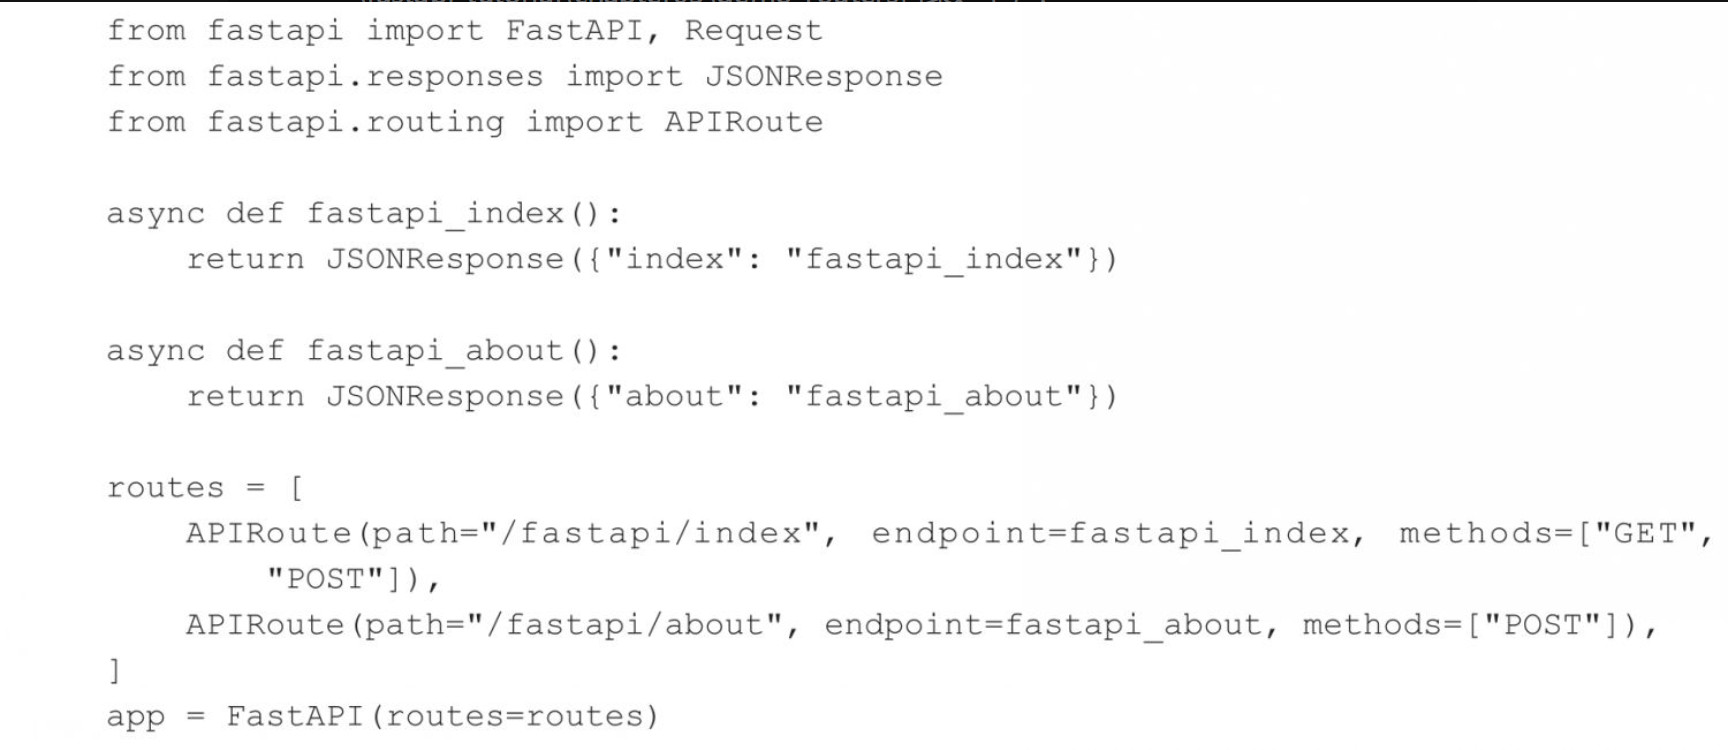 from fastapi import FastAPI, Request
from fastapi.responses import JSONResponse
from fastapi.routing import APIRoute

async def fastapi_index():
    return JSONResponse({"index": "fastapi_index"})

async def fastapi_about():
    return JSONResponse({"about": "fastapi_about"})

routes = [
    APIRoute(path="/fastapi/index", endpoint=fastapi_index, methods=["GET",
        "POST"]),
    APIRoute(path="/fastapi/about", endpoint=fastapi_about, methods=["POST"]),
]
app = FastAPI(routes=routes)